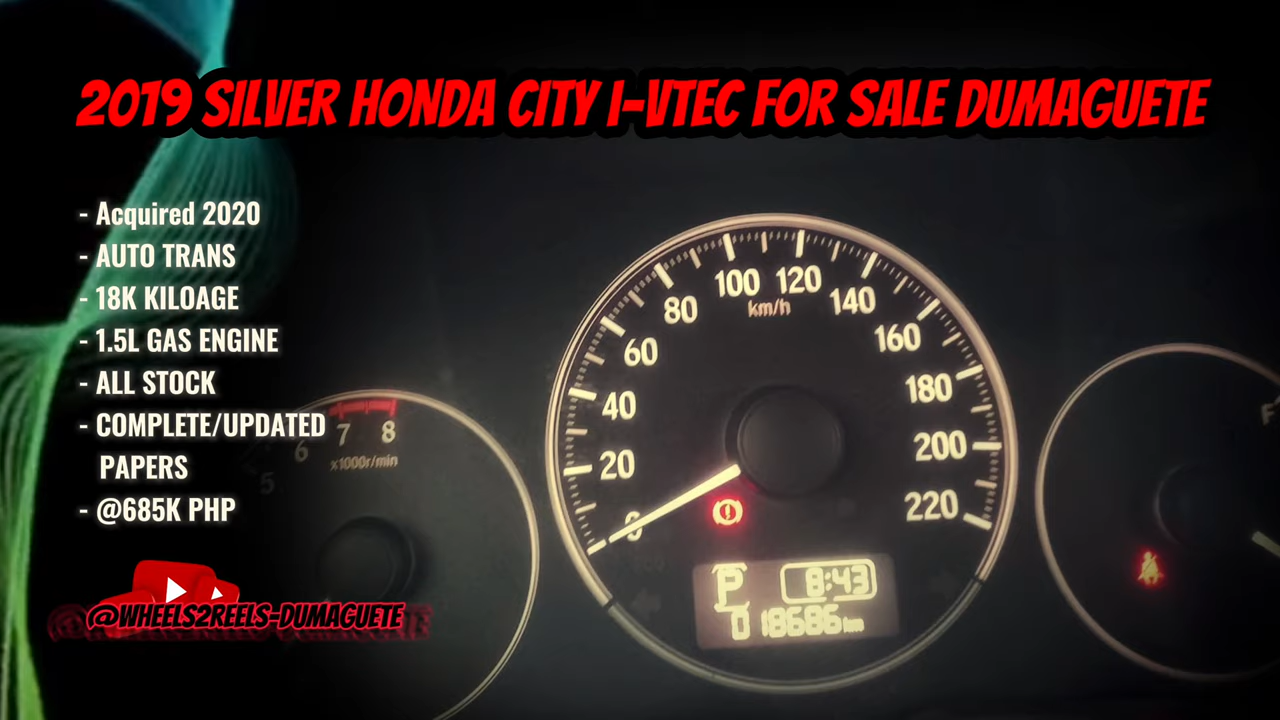 2019 SILVER HONDA CITY I-VTEC FOR SALE DUMAGUETE
- Acquired 2020
- AUTO TRANS
- 18K KILOAGE
- 1.5L GAS ENGINE
- ALL STOCK
- COMPLETE/UPDATED
PAPERS
- @685K PHP
@WHEELS2REELS-DUMAGUETE
5 6 7 8
x1000r/min
0 20 40 60 80 100 120 140 160 180 200 220
km/h
P 8:43
018686 km
F